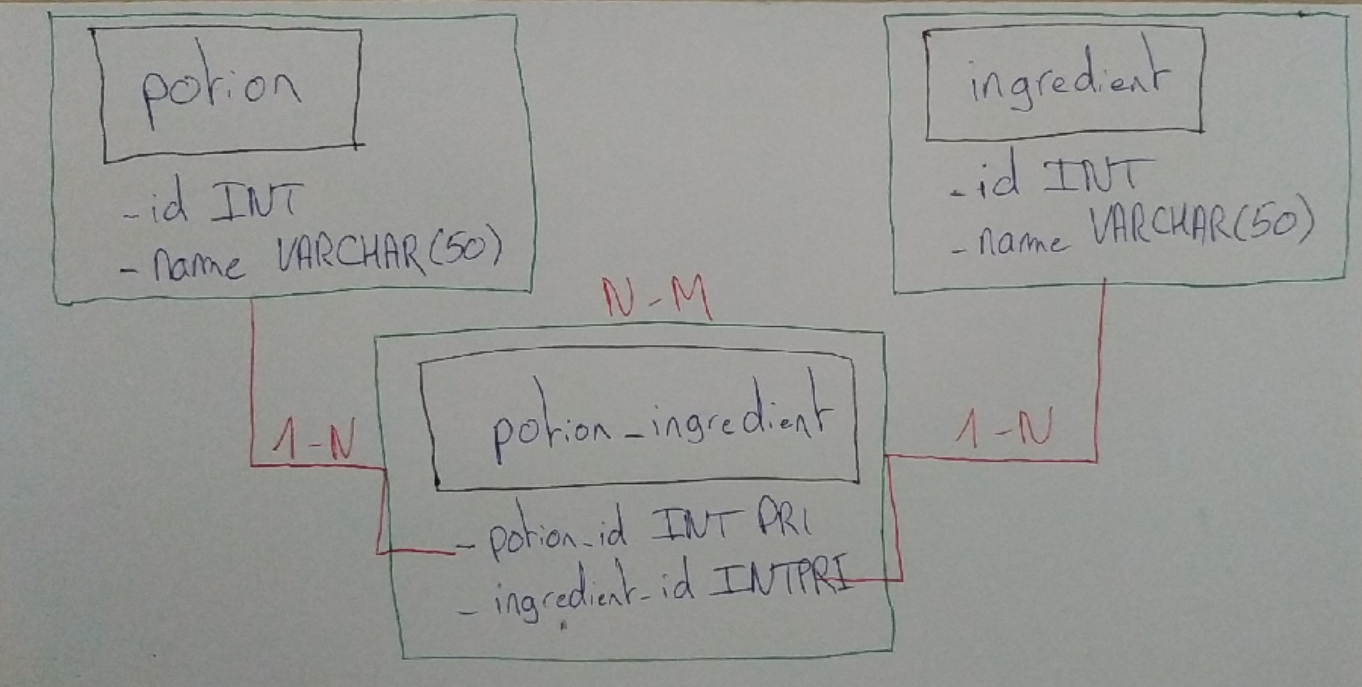 potion
- id INT
- name VARCHAR(50)
ingredient
- id INT
- name VARCHAR(50)
N-M
1-N
1-N
potion_ingredient
- potion_id INT PRI
- ingredient_id INT PRI